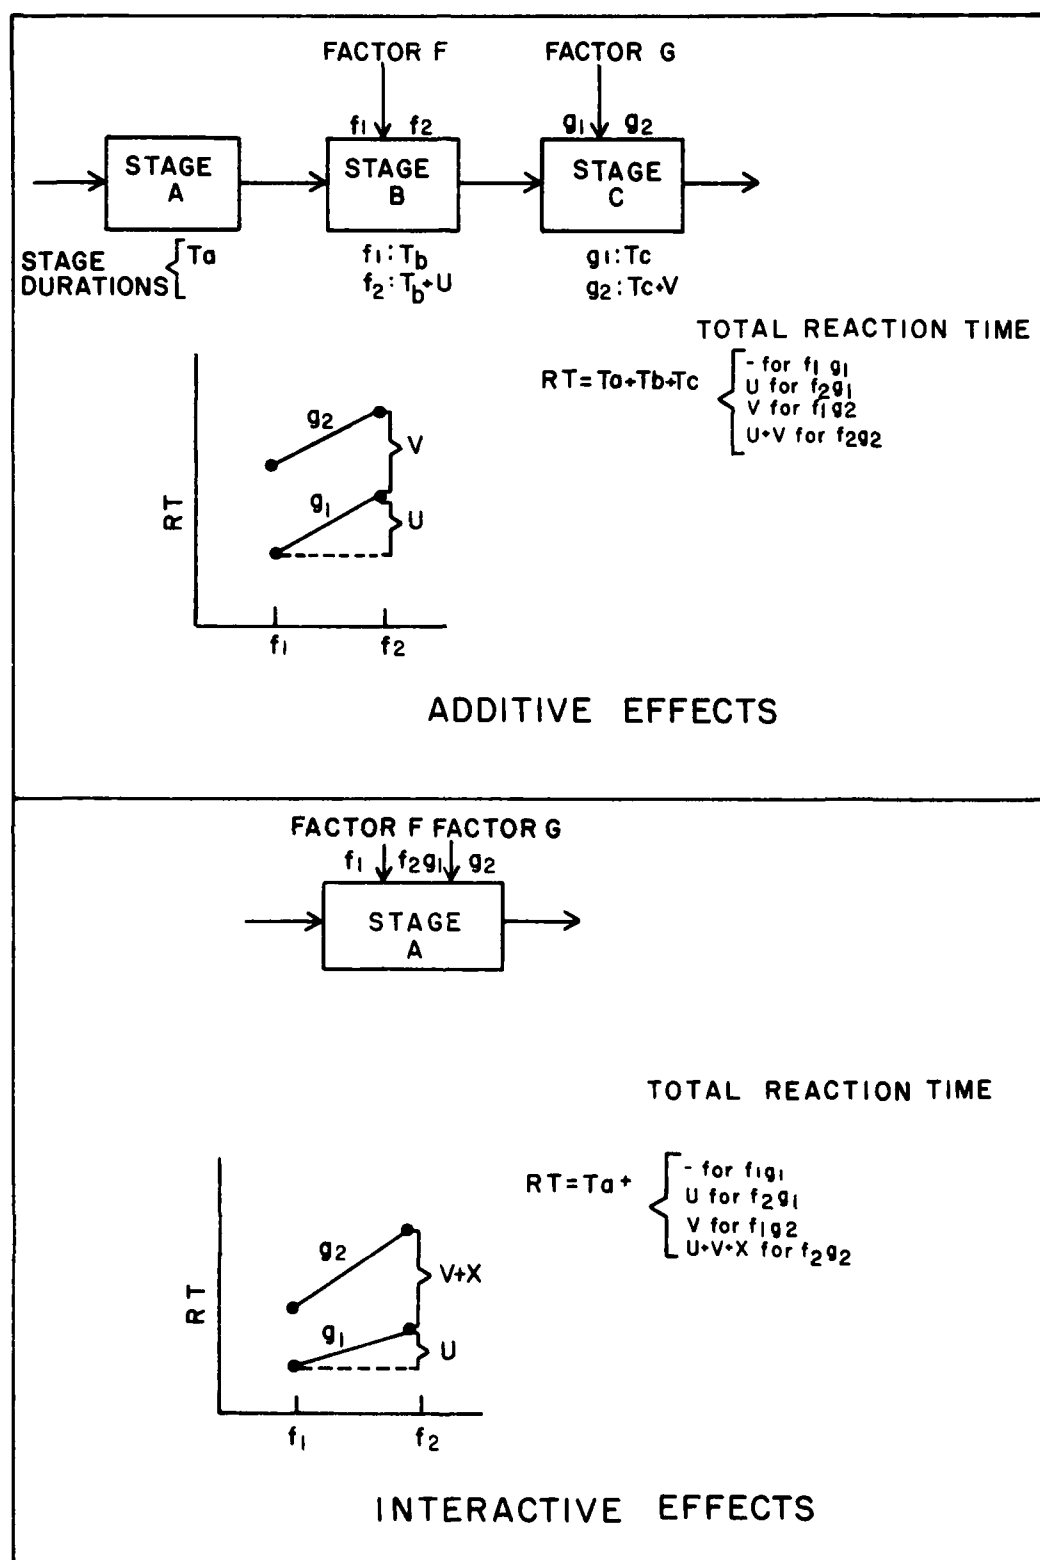 FACTOR F FACTOR G
f1 f2 g1 g2
STAGE A
STAGE B
STAGE C
STAGE DURATIONS
Ta
f1: Tb
f2: Tb+U
g1: Tc
g2: Tc+V
TOTAL REACTION TIME
RT=Ta+Tb+Tc
- for f1 g1
U for f2g1
V for f1g2
U+V for f2g2
RT
g2
V
g1
U
f1 f2
ADDITIVE EFFECTS
FACTOR F FACTOR G
f1 f2 g1 g2
STAGE
A
TOTAL REACTION TIME
RT=Ta+
- for f1g1
U for f2g1
V for f1g2
U+V+X for f2g2
RT
g2
V+X
g1
U
f1 f2
INTERACTIVE EFFECTS